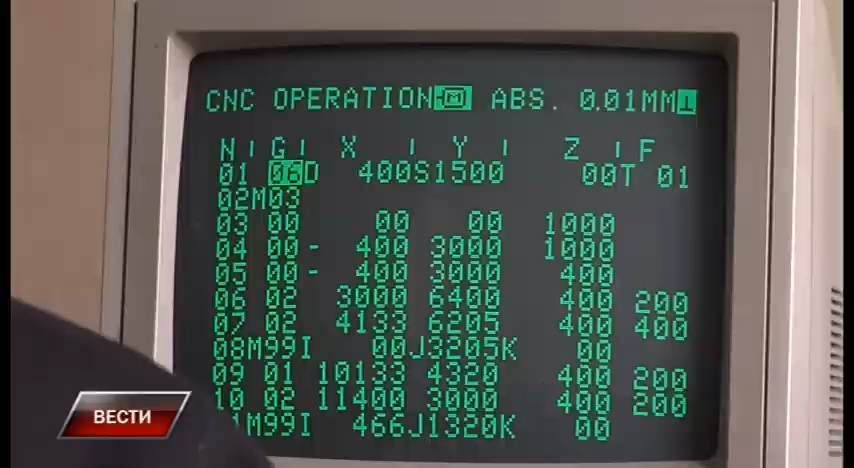 CNC OPERATION M ABS. 0.01MM
N G X Y Z F
01 06D 400S1500 00T 01
02M03
03 00 00 00 1000
04 00- 400 3000 1000
05 00- 400 3000 400
06 02 3000 6400 400 200
07 02 4133 6205 400 400
08M99I 00J3205K 00
09 01 10133 4320 400 200
10 02 11400 3000 400 200
1M99I 466J1320K 00
ВЕСТИ